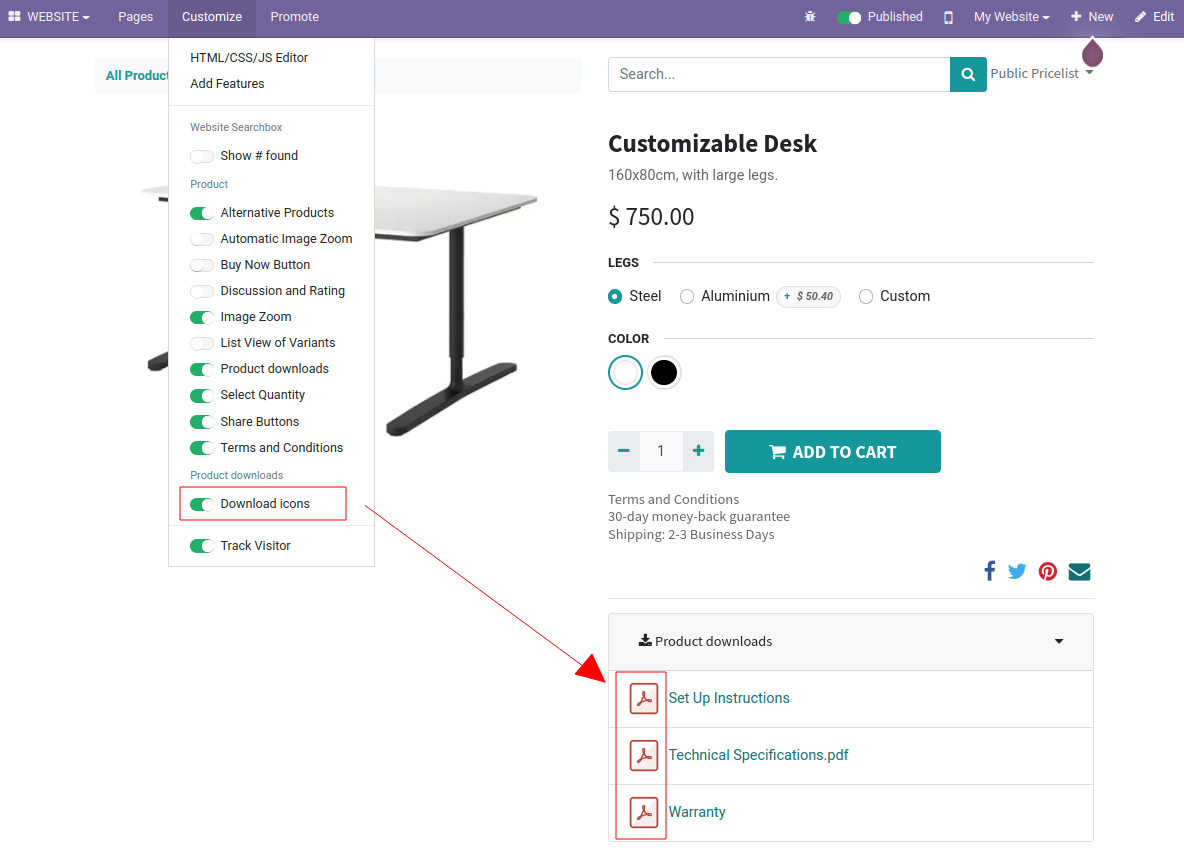 WEBSITE
Pages
Customize
Promote
Published
My Website
New
Edit
HTML/CSS/JS Editor
Add Features
Website Searchbox
Show # found
Product
Alternative Products
Automatic Image Zoom
Buy Now Button
Discussion and Rating
Image Zoom
List View of Variants
Product downloads
Select Quantity
Share Buttons
Terms and Conditions
Product downloads
Download icons
Track Visitor
All Product
Search...
Public Pricelist
Customizable Desk
160x80cm, with large legs.
$ 750.00
LEGS
Steel
Aluminium
+ $ 50.40
Custom
COLOR
1
ADD TO CART
Terms and Conditions
30-day money-back guarantee
Shipping: 2-3 Business Days
Product downloads
Set Up Instructions
Technical Specifications.pdf
Warranty